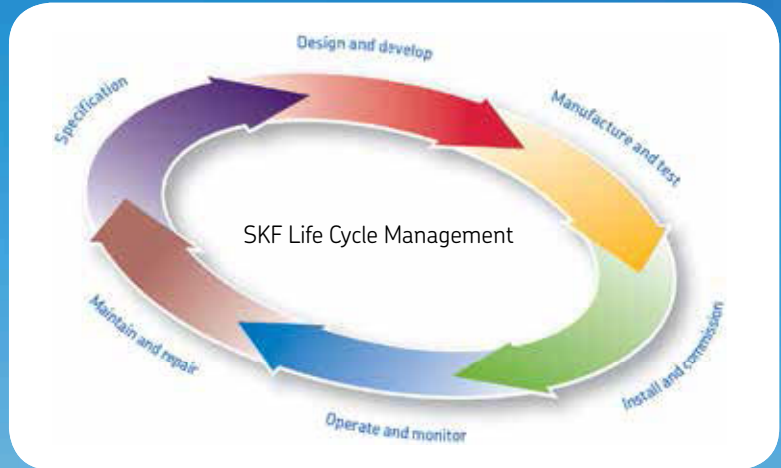 Design and develop
Specification
Manufacture and test
SKF Life Cycle Management
Maintain and repair
Install and commission
Operate and monitor